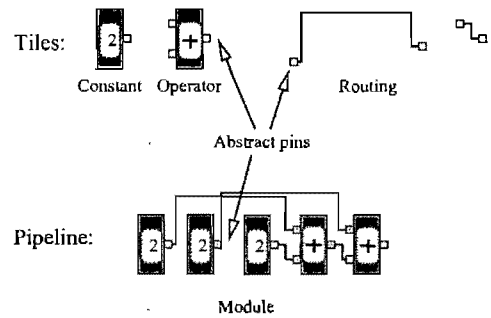 Tiles:
2
+
Constant
Operator
Routing
Abstract pins
Pipeline:
2
2
2
+
+
Module